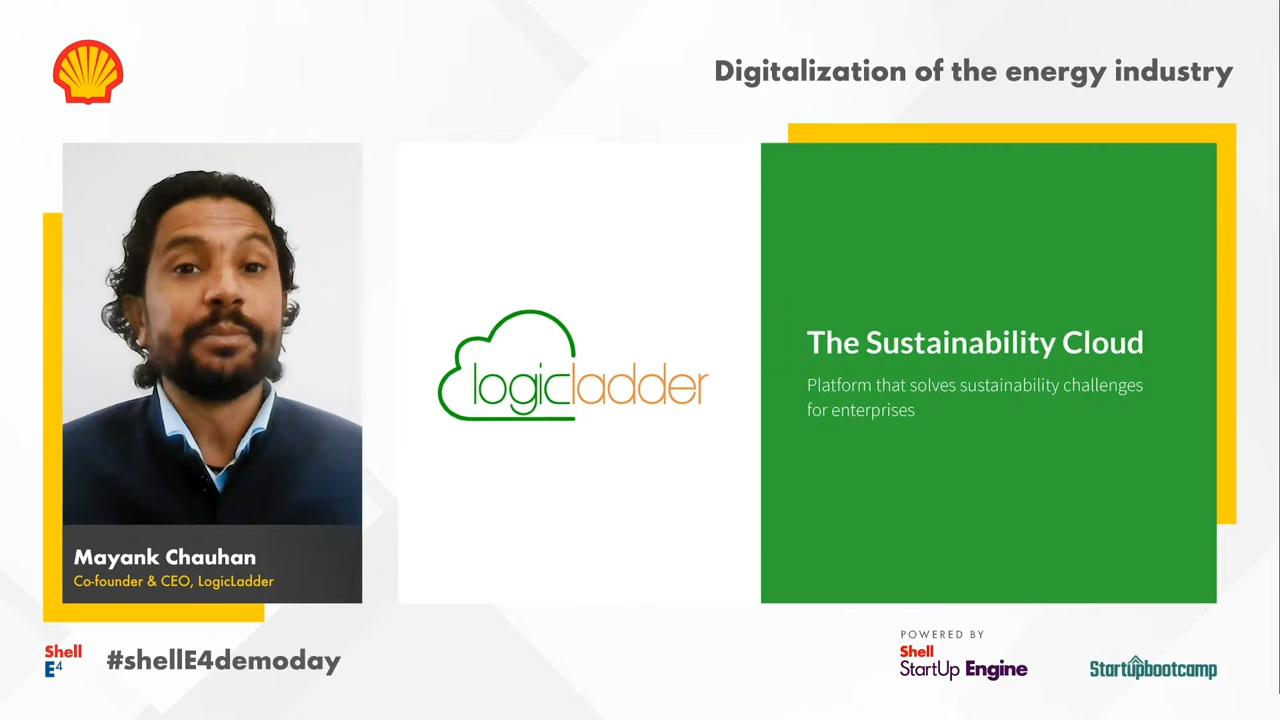 Digitalization of the energy industry
logicladder
The Sustainability Cloud
Platform that solves sustainability challenges
for enterprises
Mayank Chauhan
Co-founder & CEO, LogicLadder
Shell
E4
#shellE4demoday
POWERED BY
Shell
StartUp Engine
Startupbootcamp